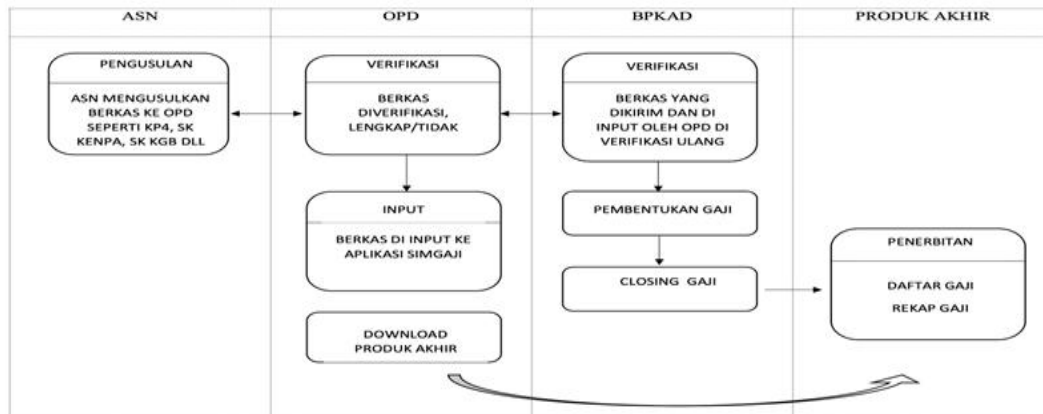 ASN
OPD
BPKAD
PRODUK AKHIR
PENGUSULAN
ASN MENGUSULKAN
BERKAS KE OPD
SEPERTI KP4, SK
KENPA, SK KGB DLL
VERIFIKASI
BERKAS
DIVERIFIKASI,
LENGKAP/TIDAK
INPUT
BERKAS DI INPUT KE
APLIKASI SIMGAJI
DOWNLOAD
PRODUK AKHIR
VERIFIKASI
BERKAS YANG
DIKIRIM DAN DI
INPUT OLEH OPD DI
VERIFIKASI ULANG
PEMBENTUKAN GAJI
CLOSING GAJI
PENERBITAN
DAFTAR GAJI
REKAP GAJI